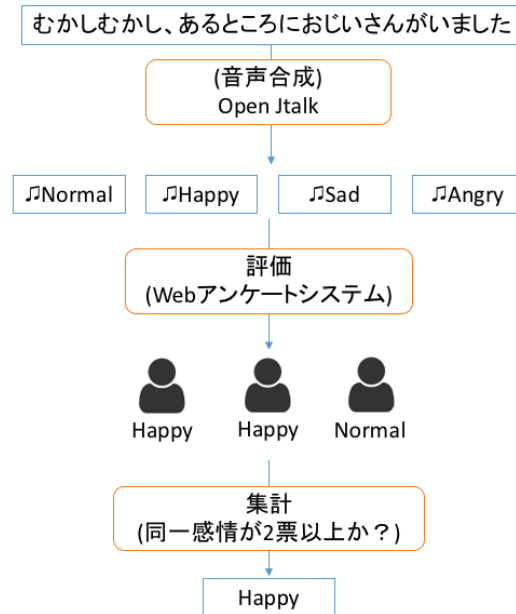 むかしむかし、あるところにおじいさんがいました
(音声合成)
Open Jtalk
♫Normal ♫Happy ♫Sad ♫Angry
評価
(Webアンケートシステム)
Happy Happy Normal
集計
(同一感情が2票以上か？)
Happy